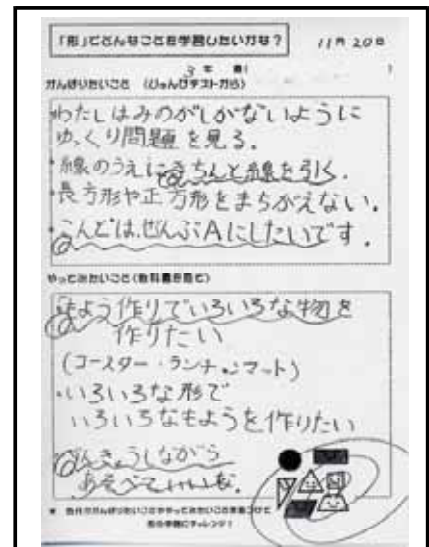 「形」でどんなことを学習したいかな？
11月20日
3年
がんばりたいこと（じゅんびテストから）
わたしはみのがしがないように
ゆっくり問題を見る.
・線のうえにきちんと線を引く.
・長方形や正方形をまちがえない.
・こんどは、ぜんぶAにしたいです.
やってみたいこと（教科書を見て）
もよう作りでいろいろな物を
作りたい
(コースター・ランチョンマット)
・いろいろな形で
いろいろなもようを作りたい
べんきょうしながら
あそべていいな.
★ 自分ががんばりたいことややってみたいことを見つけて
形の学習にチャレンジ！